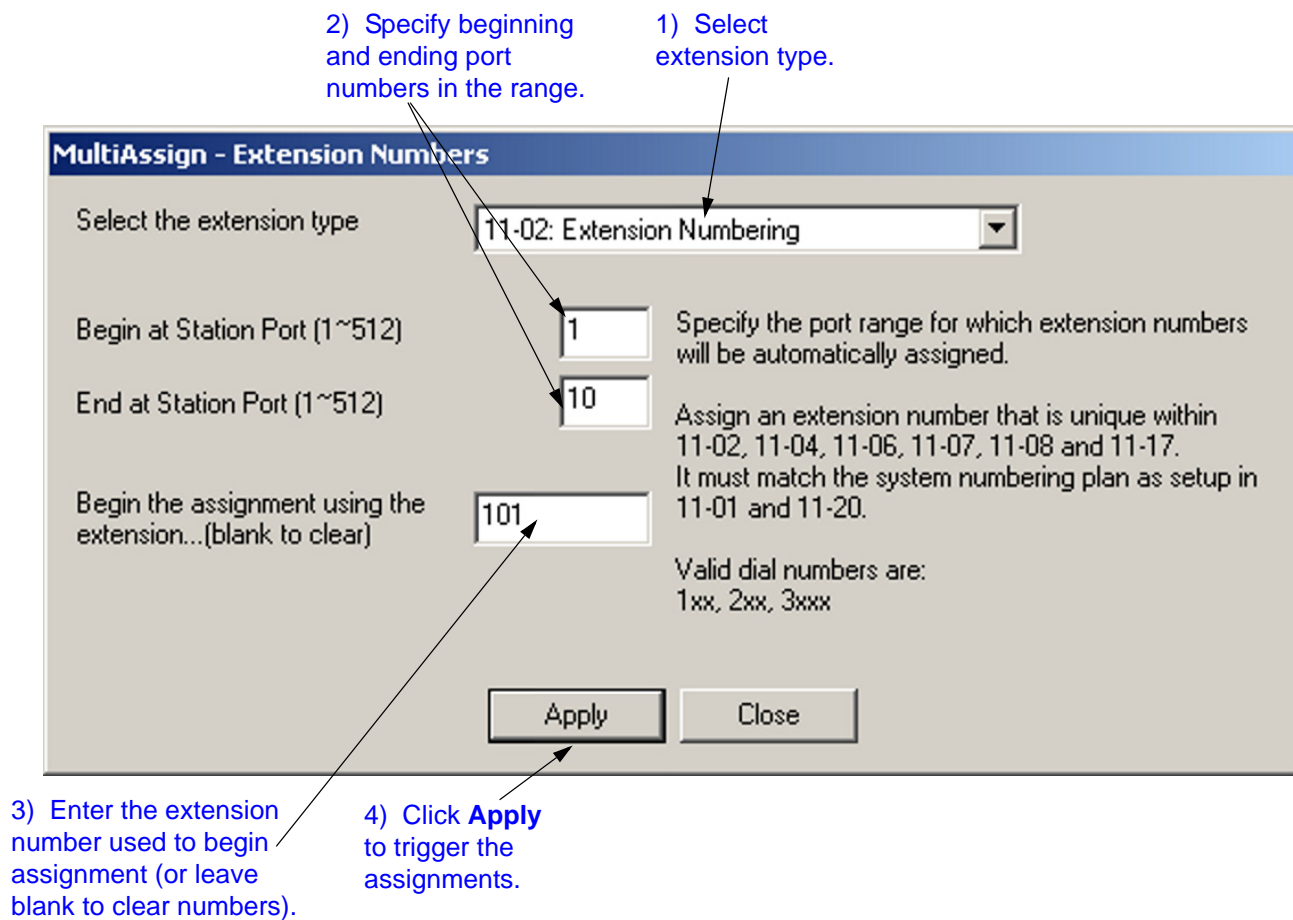 2)  Specify beginning
and ending port
numbers in the range.
1)  Select
extension type.
MultiAssign - Extension Numbers
Select the extension type
11-02: Extension Numbering
Begin at Station Port (1~512)
1
End at Station Port (1~512)
10
Specify the port range for which extension numbers
will be automatically assigned.
Assign an extension number that is unique within
11-02, 11-04, 11-06, 11-07, 11-08 and 11-17.
It must match the system numbering plan as setup in
11-01 and 11-20.
Begin the assignment using the
extension...(blank to clear)
101
Valid dial numbers are:
1xx, 2xx, 3xxx
Apply
Close
3)  Enter the extension
number used to begin
assignment (or leave
blank to clear numbers).
4)  Click Apply
to trigger the
assignments.